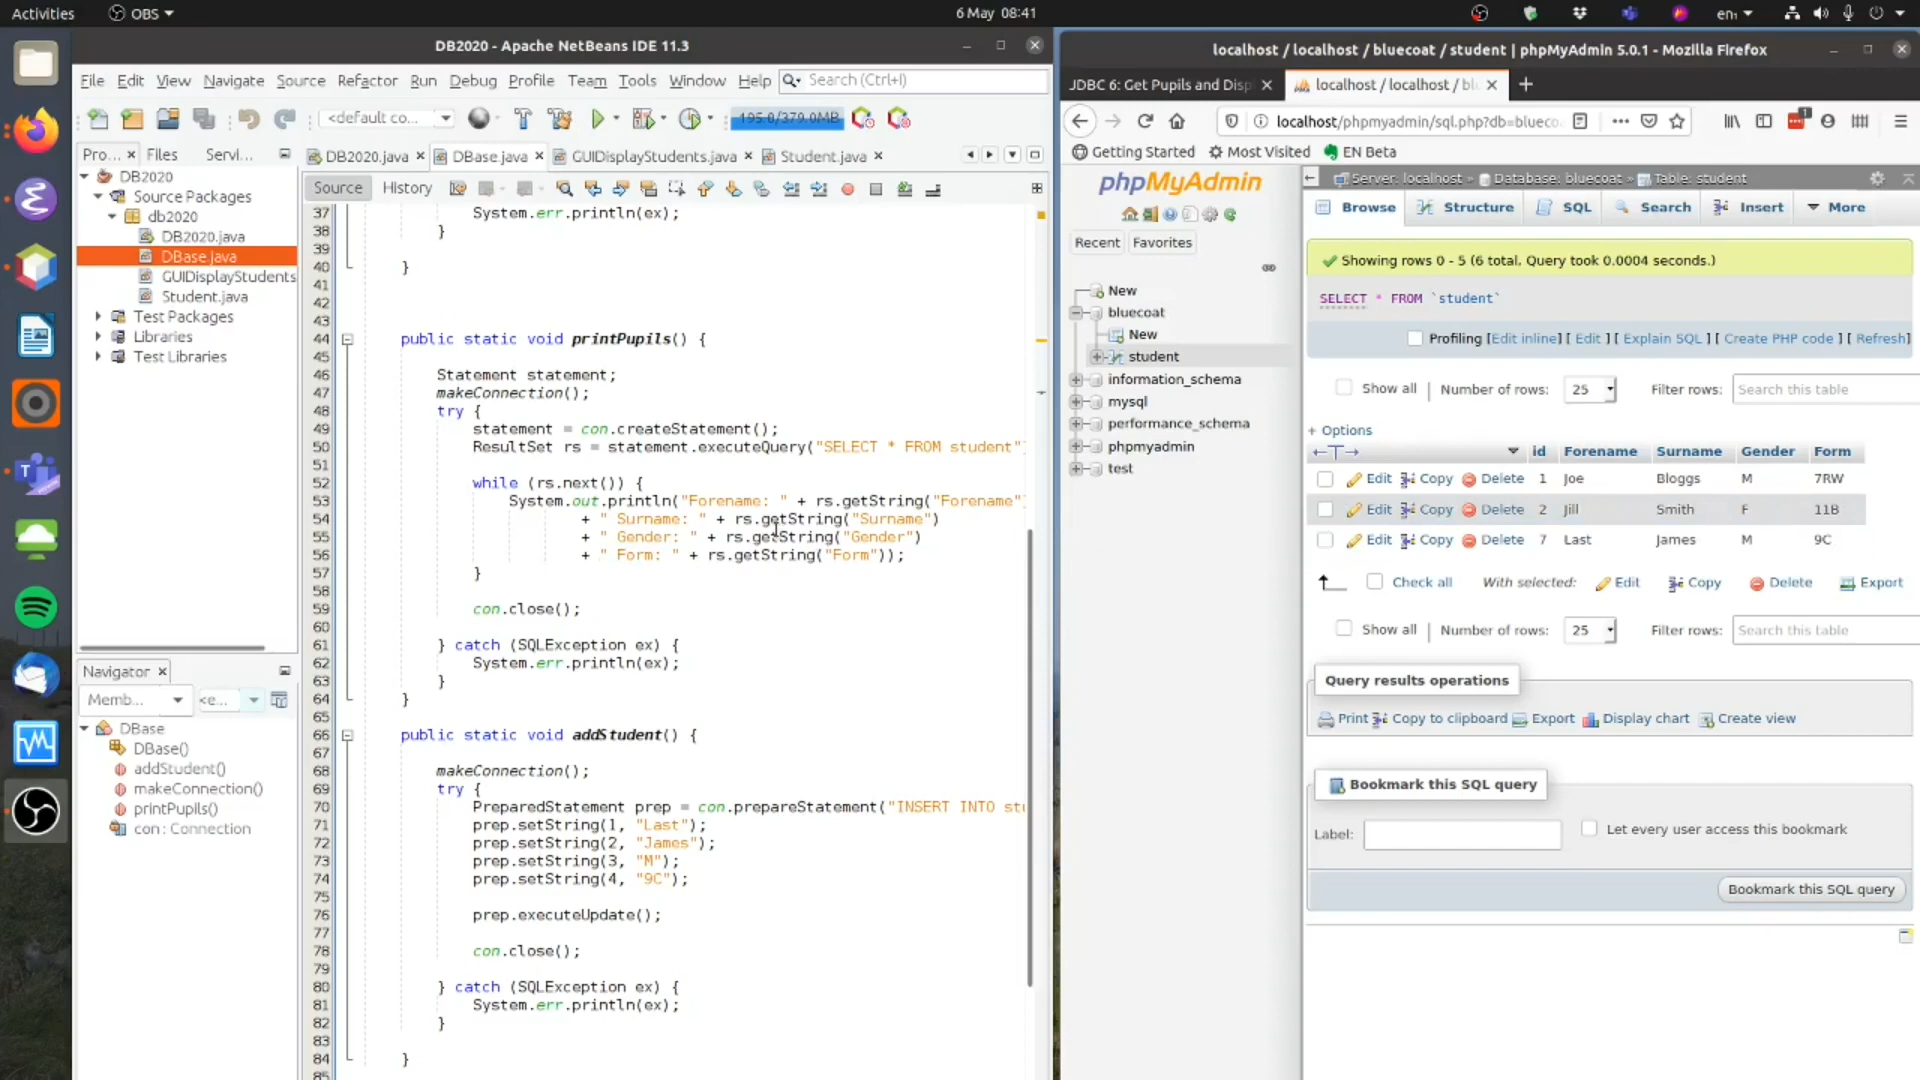 Activities
OBS
6 May 08:41
en₁
DB2020 - Apache NetBeans IDE 11.3
File Edit View Navigate Source Refactor Run Debug Profile Team Tools Window Help
Search (Ctrl+I)
<default co...
195.0/379.0MB
Pro... Files Servi...
DB2020
Source Packages
db2020
DB2020.java
DBase.java
GUIDisplayStudents
Student.java
Test Packages
Libraries
Test Libraries
Navigator
Memb... <e...
DBase
DBase()
addStudent()
makeConnection()
printPupils()
con : Connection
DB2020.java DBase.java GUIDisplayStudents.java Student.java
Source History
37 System.err.println(ex);
38 }
39
40 }
41
42
43
44 public static void printPupils() {
45
46 Statement statement;
47 makeConnection();
48 try {
49 statement = con.createStatement();
50 ResultSet rs = statement.executeQuery("SELECT * FROM student"
51
52 while (rs.next()) {
53 System.out.println("Forename: " + rs.getString("Forename"
54 + " Surname: " + rs.getString("Surname")
55 + " Gender: " + rs.getString("Gender")
56 + " Form: " + rs.getString("Form"));
57 }
58
59 con.close();
60
61 } catch (SQLException ex) {
62 System.err.println(ex);
63 }
64 }
65
66 public static void addStudent() {
67
68 makeConnection();
69 try {
70 PreparedStatement prep = con.prepareStatement("INSERT INTO stu
71 prep.setString(1, "Last");
72 prep.setString(2, "James");
73 prep.setString(3, "M");
74 prep.setString(4, "9C");
75
76 prep.executeUpdate();
77
78 con.close();
79
80 } catch (SQLException ex) {
81 System.err.println(ex);
82 }
83
84 }
85
localhost / localhost / bluecoat / student | phpMyAdmin 5.0.1 - Mozilla Firefox
JDBC 6: Get Pupils and Disp
localhost / localhost / bl
localhost/phpmyadmin/sql.php?db=blueco
Getting Started Most Visited EN Beta
phpMyAdmin
Recent Favorites
New
bluecoat
New
student
information_schema
mysql
performance_schema
phpmyadmin
test
Server: localhost » Database: bluecoat » Table: student
Browse Structure SQL Search Insert More
Showing rows 0 - 5 (6 total, Query took 0.0004 seconds.)
SELECT * FROM `student`
Profiling [Edit inline] [ Edit ] [ Explain SQL ] [ Create PHP code ] [ Refresh]
Show all | Number of rows: 25 Filter rows: Search this table
+ Options
←T→ id Forename Surname Gender Form
Edit Copy Delete 1 Joe Bloggs M 7RW
Edit Copy Delete 2 Jill Smith F 11B
Edit Copy Delete 7 Last James M 9C
Check all With selected: Edit Copy Delete Export
Show all | Number of rows: 25 Filter rows: Search this table
Query results operations
Print Copy to clipboard Export Display chart Create view
Bookmark this SQL query
Label: Let every user access this bookmark
Bookmark this SQL query